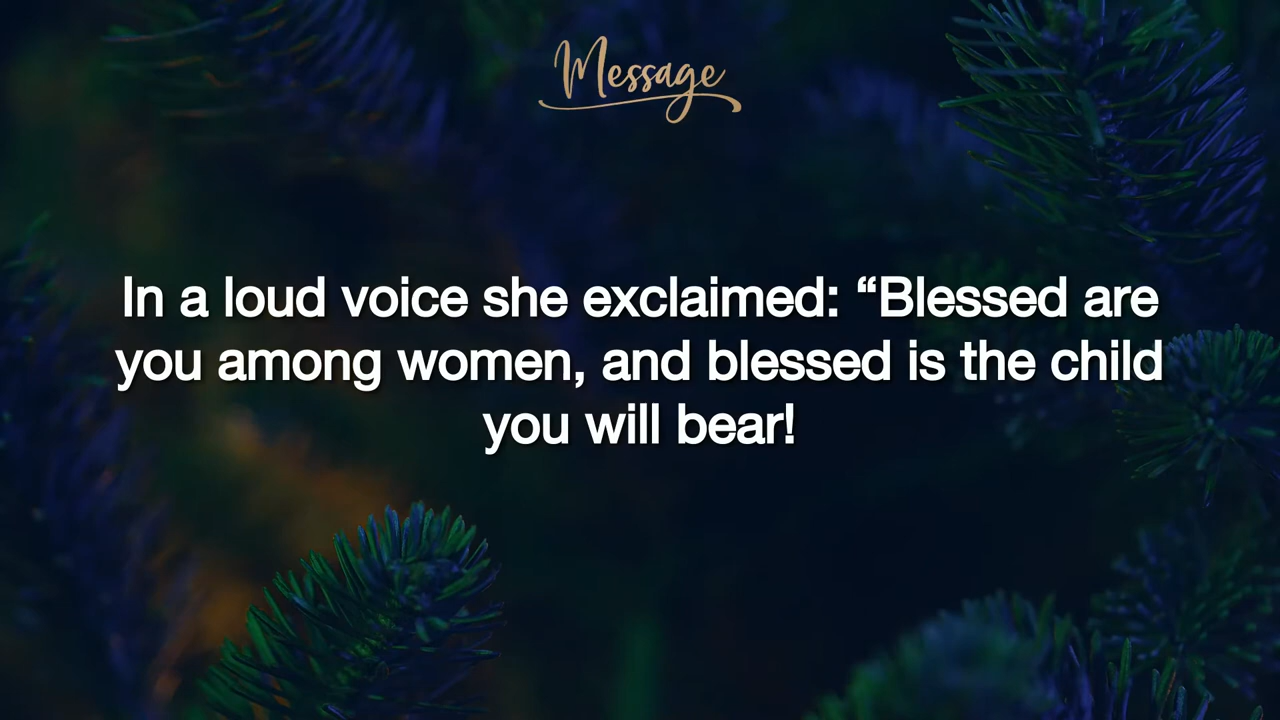 Message
In a loud voice she exclaimed: “Blessed are
you among women, and blessed is the child
you will bear!